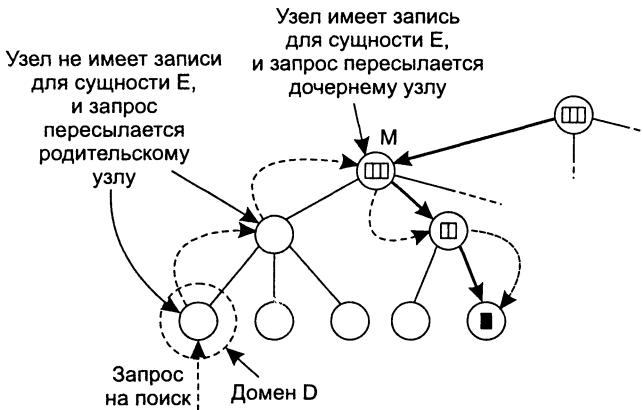 Узел имеет запись
для сущности Е,
и запрос пересылается
дочернему узлу
Узел не имеет записи
для сущности Е,
и запрос
пересылается
родительскому
узлу
М
Запрос
на поиск
Домен D